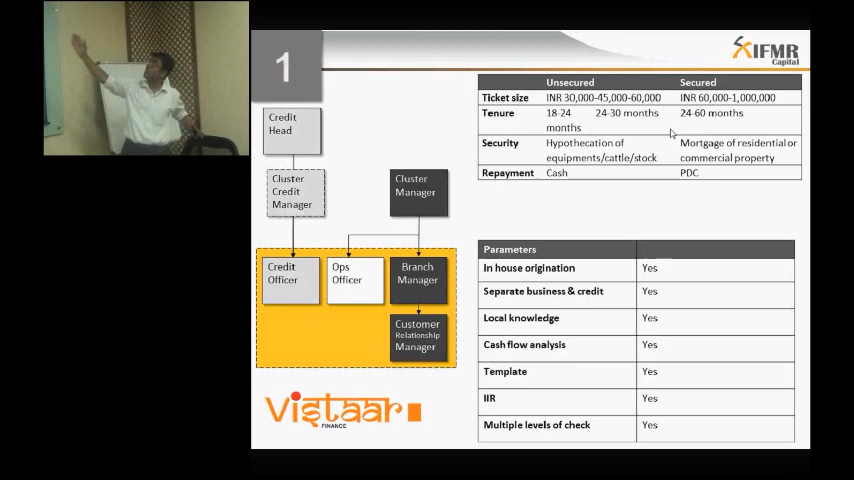 1
IFMR
Capital
Unsecured Secured
Ticket size INR 30,000-45,000-60,000 INR 60,000-1,000,000
Tenure 18-24 24-30 months 24-60 months
months
Security Hypothecation of Mortgage of residential or
equipments/cattle/stock commercial property
Repayment Cash PDC
Credit
Head
Cluster
Credit
Manager
Cluster
Manager
Credit
Officer
Ops
Officer
Branch
Manager
Customer
Relationship
Manager
Vistaar
FINANCE
Parameters
In house origination Yes
Separate business & credit Yes
Local knowledge Yes
Cash flow analysis Yes
Template Yes
IIR Yes
Multiple levels of check Yes